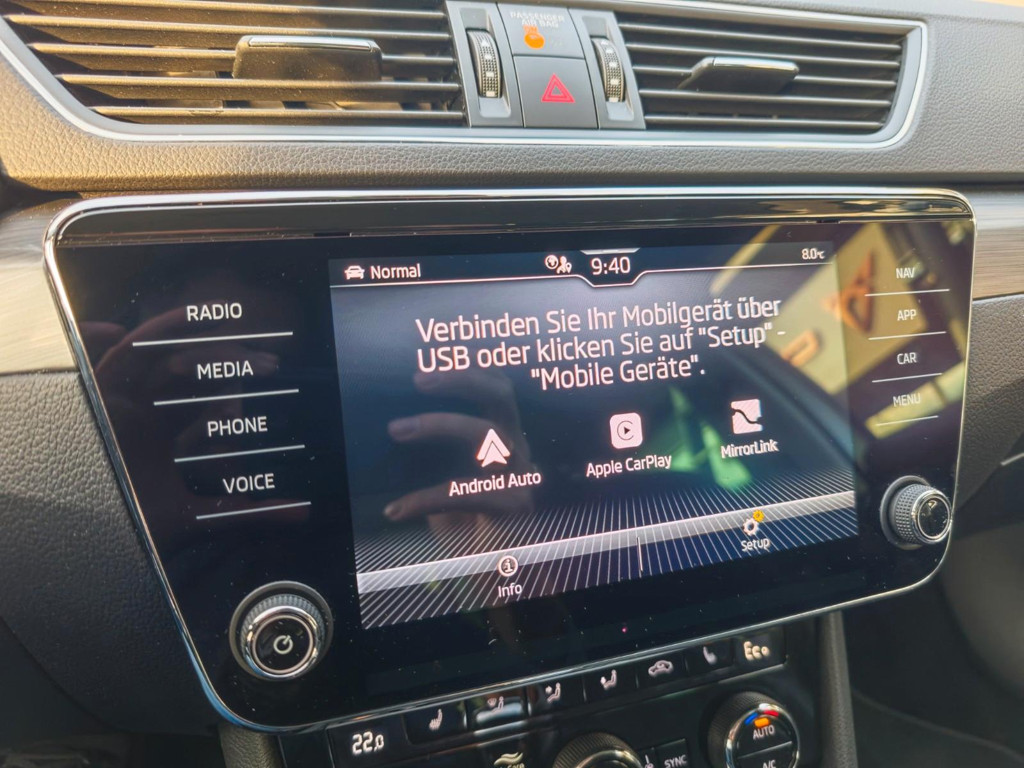 PASSENGER
AIR BAG
Normal
9:40
8.0°C
RADIO
MEDIA
PHONE
VOICE
Verbinden Sie Ihr Mobilgerät über
USB oder klicken Sie auf "Setup" -
"Mobile Geräte".
Android Auto
Apple CarPlay
MirrorLink
Info
Setup
NAV
APP
CAR
MENU
Eco
22.0
SYNC
AUTO
A/C